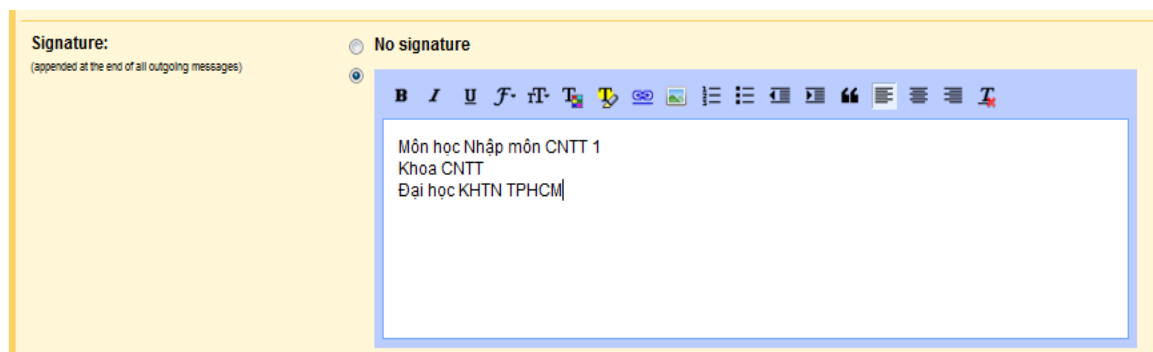 Signature:
(appended at the end of all outgoing messages)
No signature
Môn học Nhập môn CNTT 1
Khoa CNTT
Đại học KHTN TPHCM